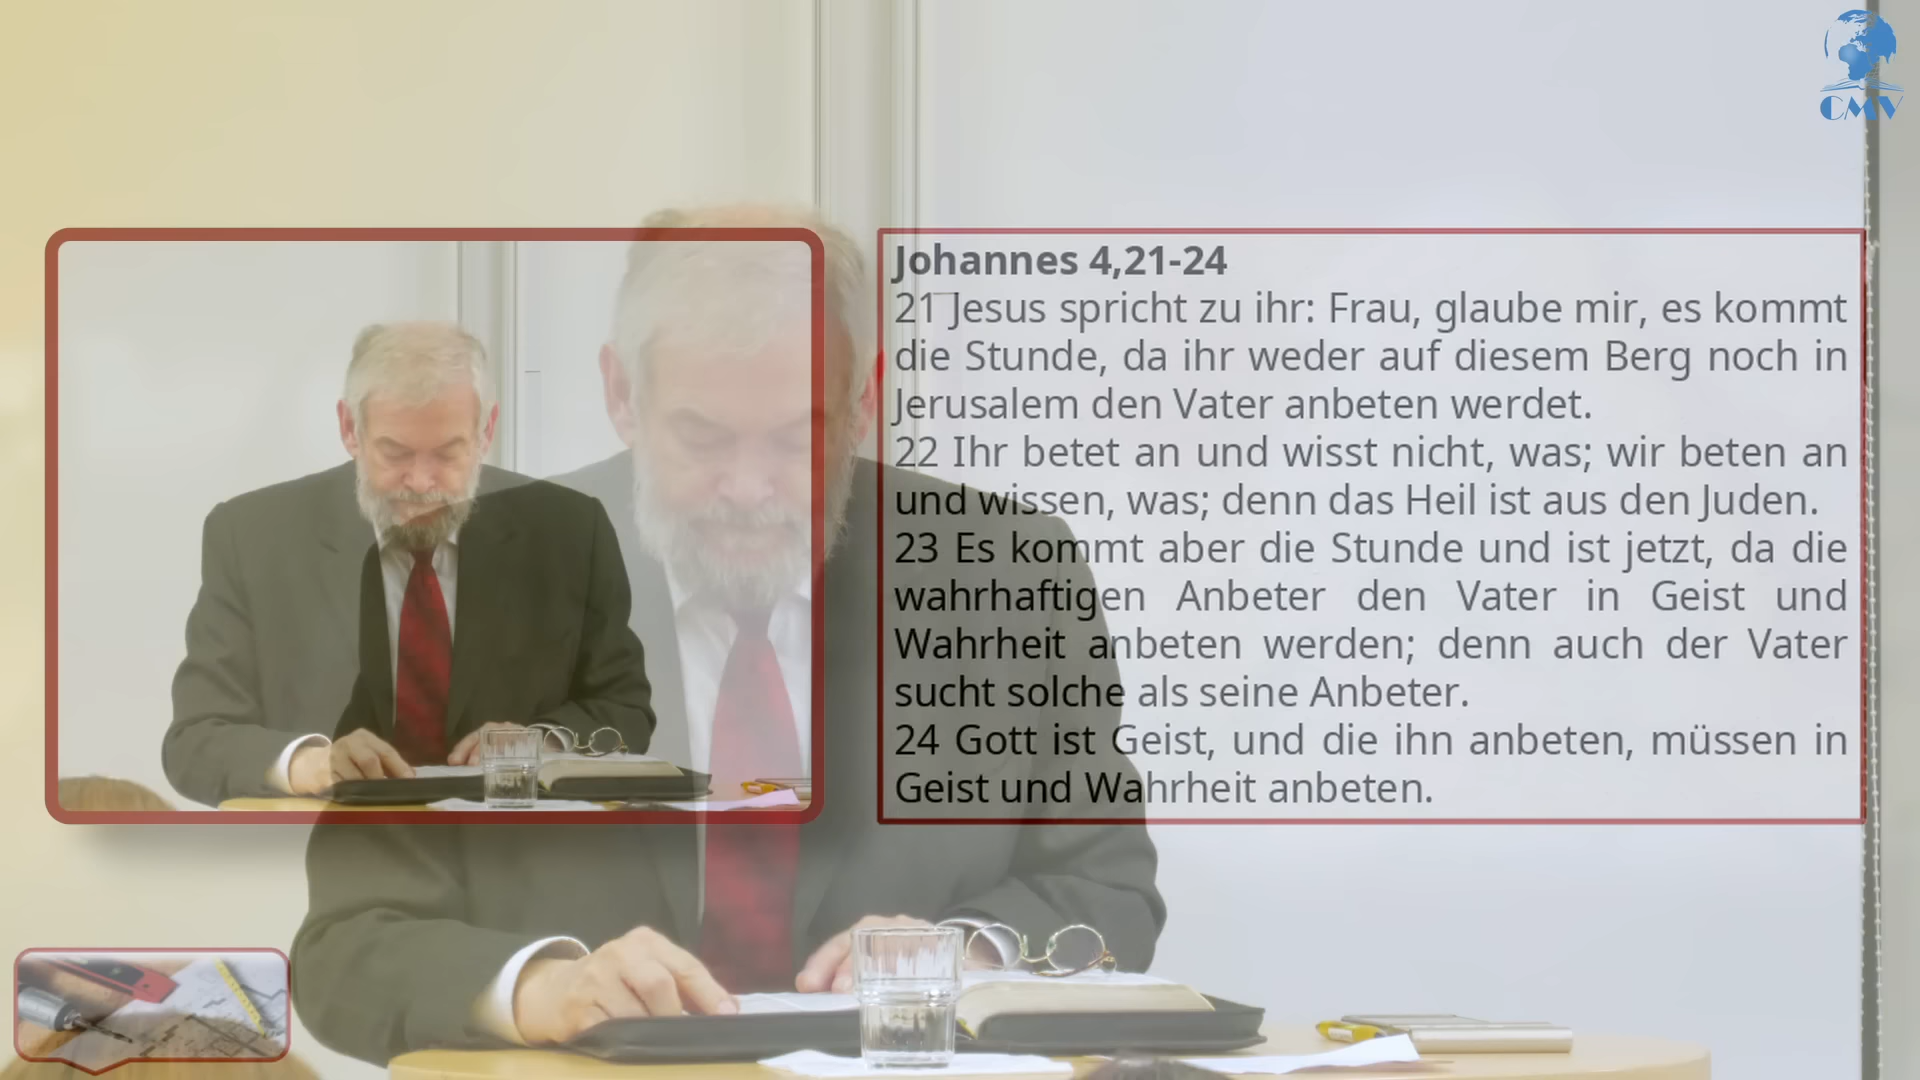 CMV
Johannes 4,21-24
21 Jesus spricht zu ihr: Frau, glaube mir, es kommt
die Stunde, da ihr weder auf diesem Berg noch in
Jerusalem den Vater anbeten werdet.
22 Ihr betet an und wisst nicht, was; wir beten an
und wissen, was; denn das Heil ist aus den Juden.
23 Es kommt aber die Stunde und ist jetzt, da die
wahrhaftigen Anbeter den Vater in Geist und
Wahrheit anbeten werden; denn auch der Vater
sucht solche als seine Anbeter.
24 Gott ist Geist, und die ihn anbeten, müssen in
Geist und Wahrheit anbeten.